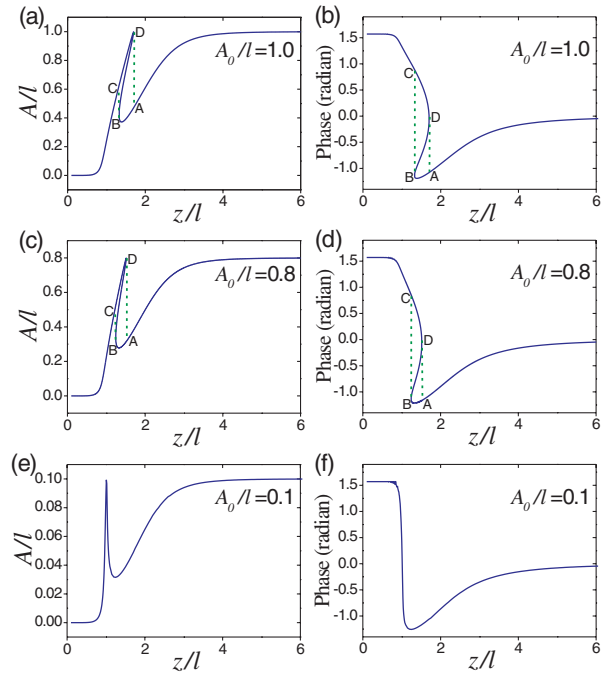 (a)
A/l
1.0
0.8
0.6
0.4
0.2
0.0
D
C
A
B
A₀/l=1.0
0 2 4 6
z/l
(b)
Phase (radian)
1.5
1.0
0.5
0.0
-0.5
-1.0
C
D
B
A
A₀/l=1.0
0 2 4 6
z/l
(c)
A/l
0.8
0.6
0.4
0.2
0.0
D
C
A
B
A₀/l=0.8
0 2 4 6
z/l
(d)
Phase (radian)
1.5
1.0
0.5
0.0
-0.5
-1.0
C
D
B
A
A₀/l=0.8
0 2 4 6
z/l
(e)
A/l
0.10
0.08
0.06
0.04
0.02
0.00
A₀/l=0.1
0 2 4 6
z/l
(f)
Phase (radian)
1.5
1.0
0.5
0.0
-0.5
-1.0
A₀/l=0.1
0 2 4 6
z/l